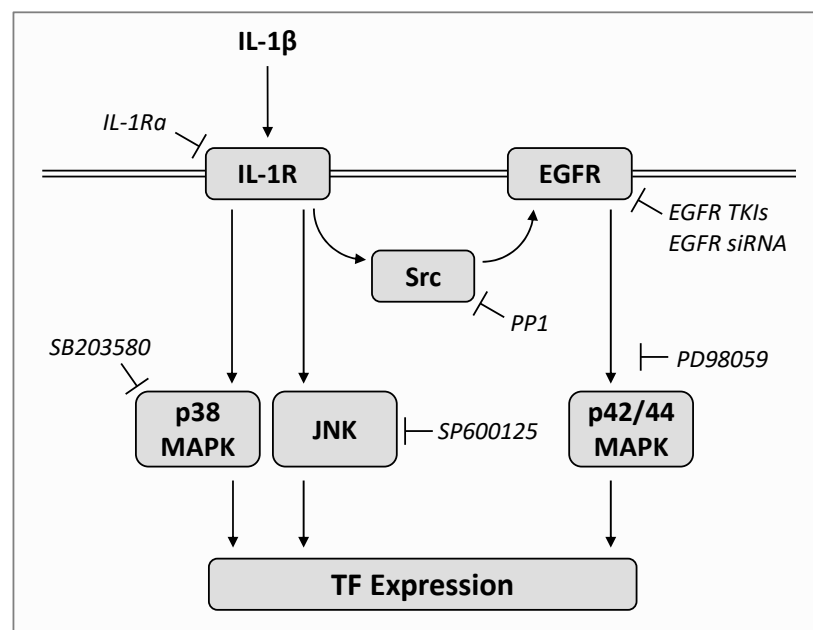 IL-1β
IL-1Ra
IL-1R
EGFR
EGFR TKIs
EGFR siRNA
Src
PP1
SB203580
PD98059
p38
MAPK
JNK
SP600125
p42/44
MAPK
TF Expression